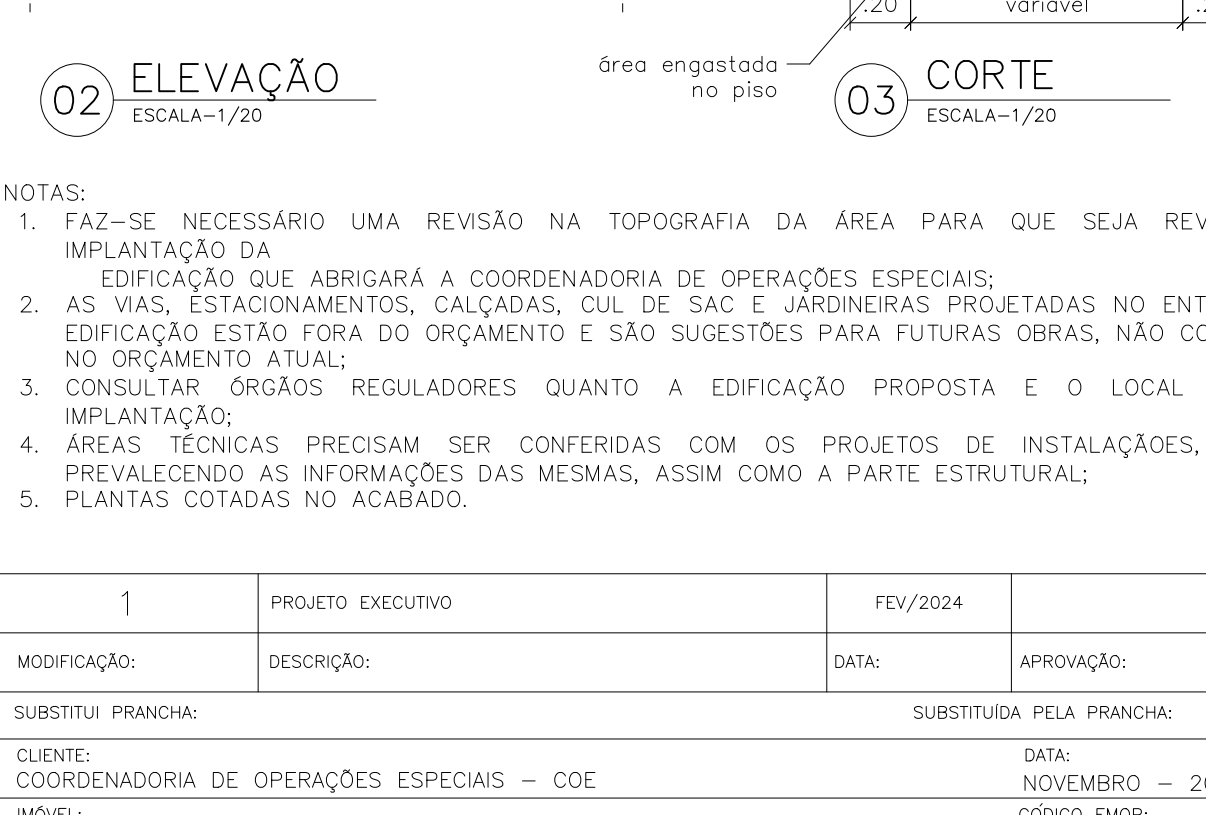 .20 variável
área engastada
no piso
02 ELEVAÇÃO
ESCALA-1/20
03 CORTE
ESCALA-1/20
NOTAS:
1. FAZ-SE NECESSÁRIO UMA REVISÃO NA TOPOGRAFIA DA ÁREA PARA QUE SEJA
IMPLANTAÇÃO DA
EDIFICAÇÃO QUE ABRIGARÁ A COORDENADORIA DE OPERAÇÕES ESPECIAIS;
2. AS VIAS, ESTACIONAMENTOS, CALÇADAS, CUL DE SAC E JARDINEIRAS PROJETADAS NO
EDIFICAÇÃO ESTÃO FORA DO ORÇAMENTO E SÃO SUGESTÕES PARA FUTURAS OBRAS, NÃO
NO ORÇAMENTO ATUAL;
3. CONSULTAR ÓRGÃOS REGULADORES QUANTO A EDIFICAÇÃO PROPOSTA E O LOCAL
IMPLANTAÇÃO;
4. ÁREAS TÉCNICAS PRECISAM SER CONFERIDAS COM OS PROJETOS DE INSTALAÇÃOES,
PREVALECENDO AS INFORMAÇÕES DAS MESMAS, ASSIM COMO A PARTE ESTRUTURAL;
5. PLANTAS COTADAS NO ACABADO.
1 PROJETO EXECUTIVO FEV/2024
MODIFICAÇÃO: DESCRIÇÃO: DATA: APROVAÇÃO:
SUBSTITUI PRANCHA: SUBSTITUÍDA PELA PRANCHA:
CLIENTE: DATA:
COORDENADORIA DE OPERAÇÕES ESPECIAIS - COE NOVEMBRO -
IMÓVEL: CÓDIGO EMOP: